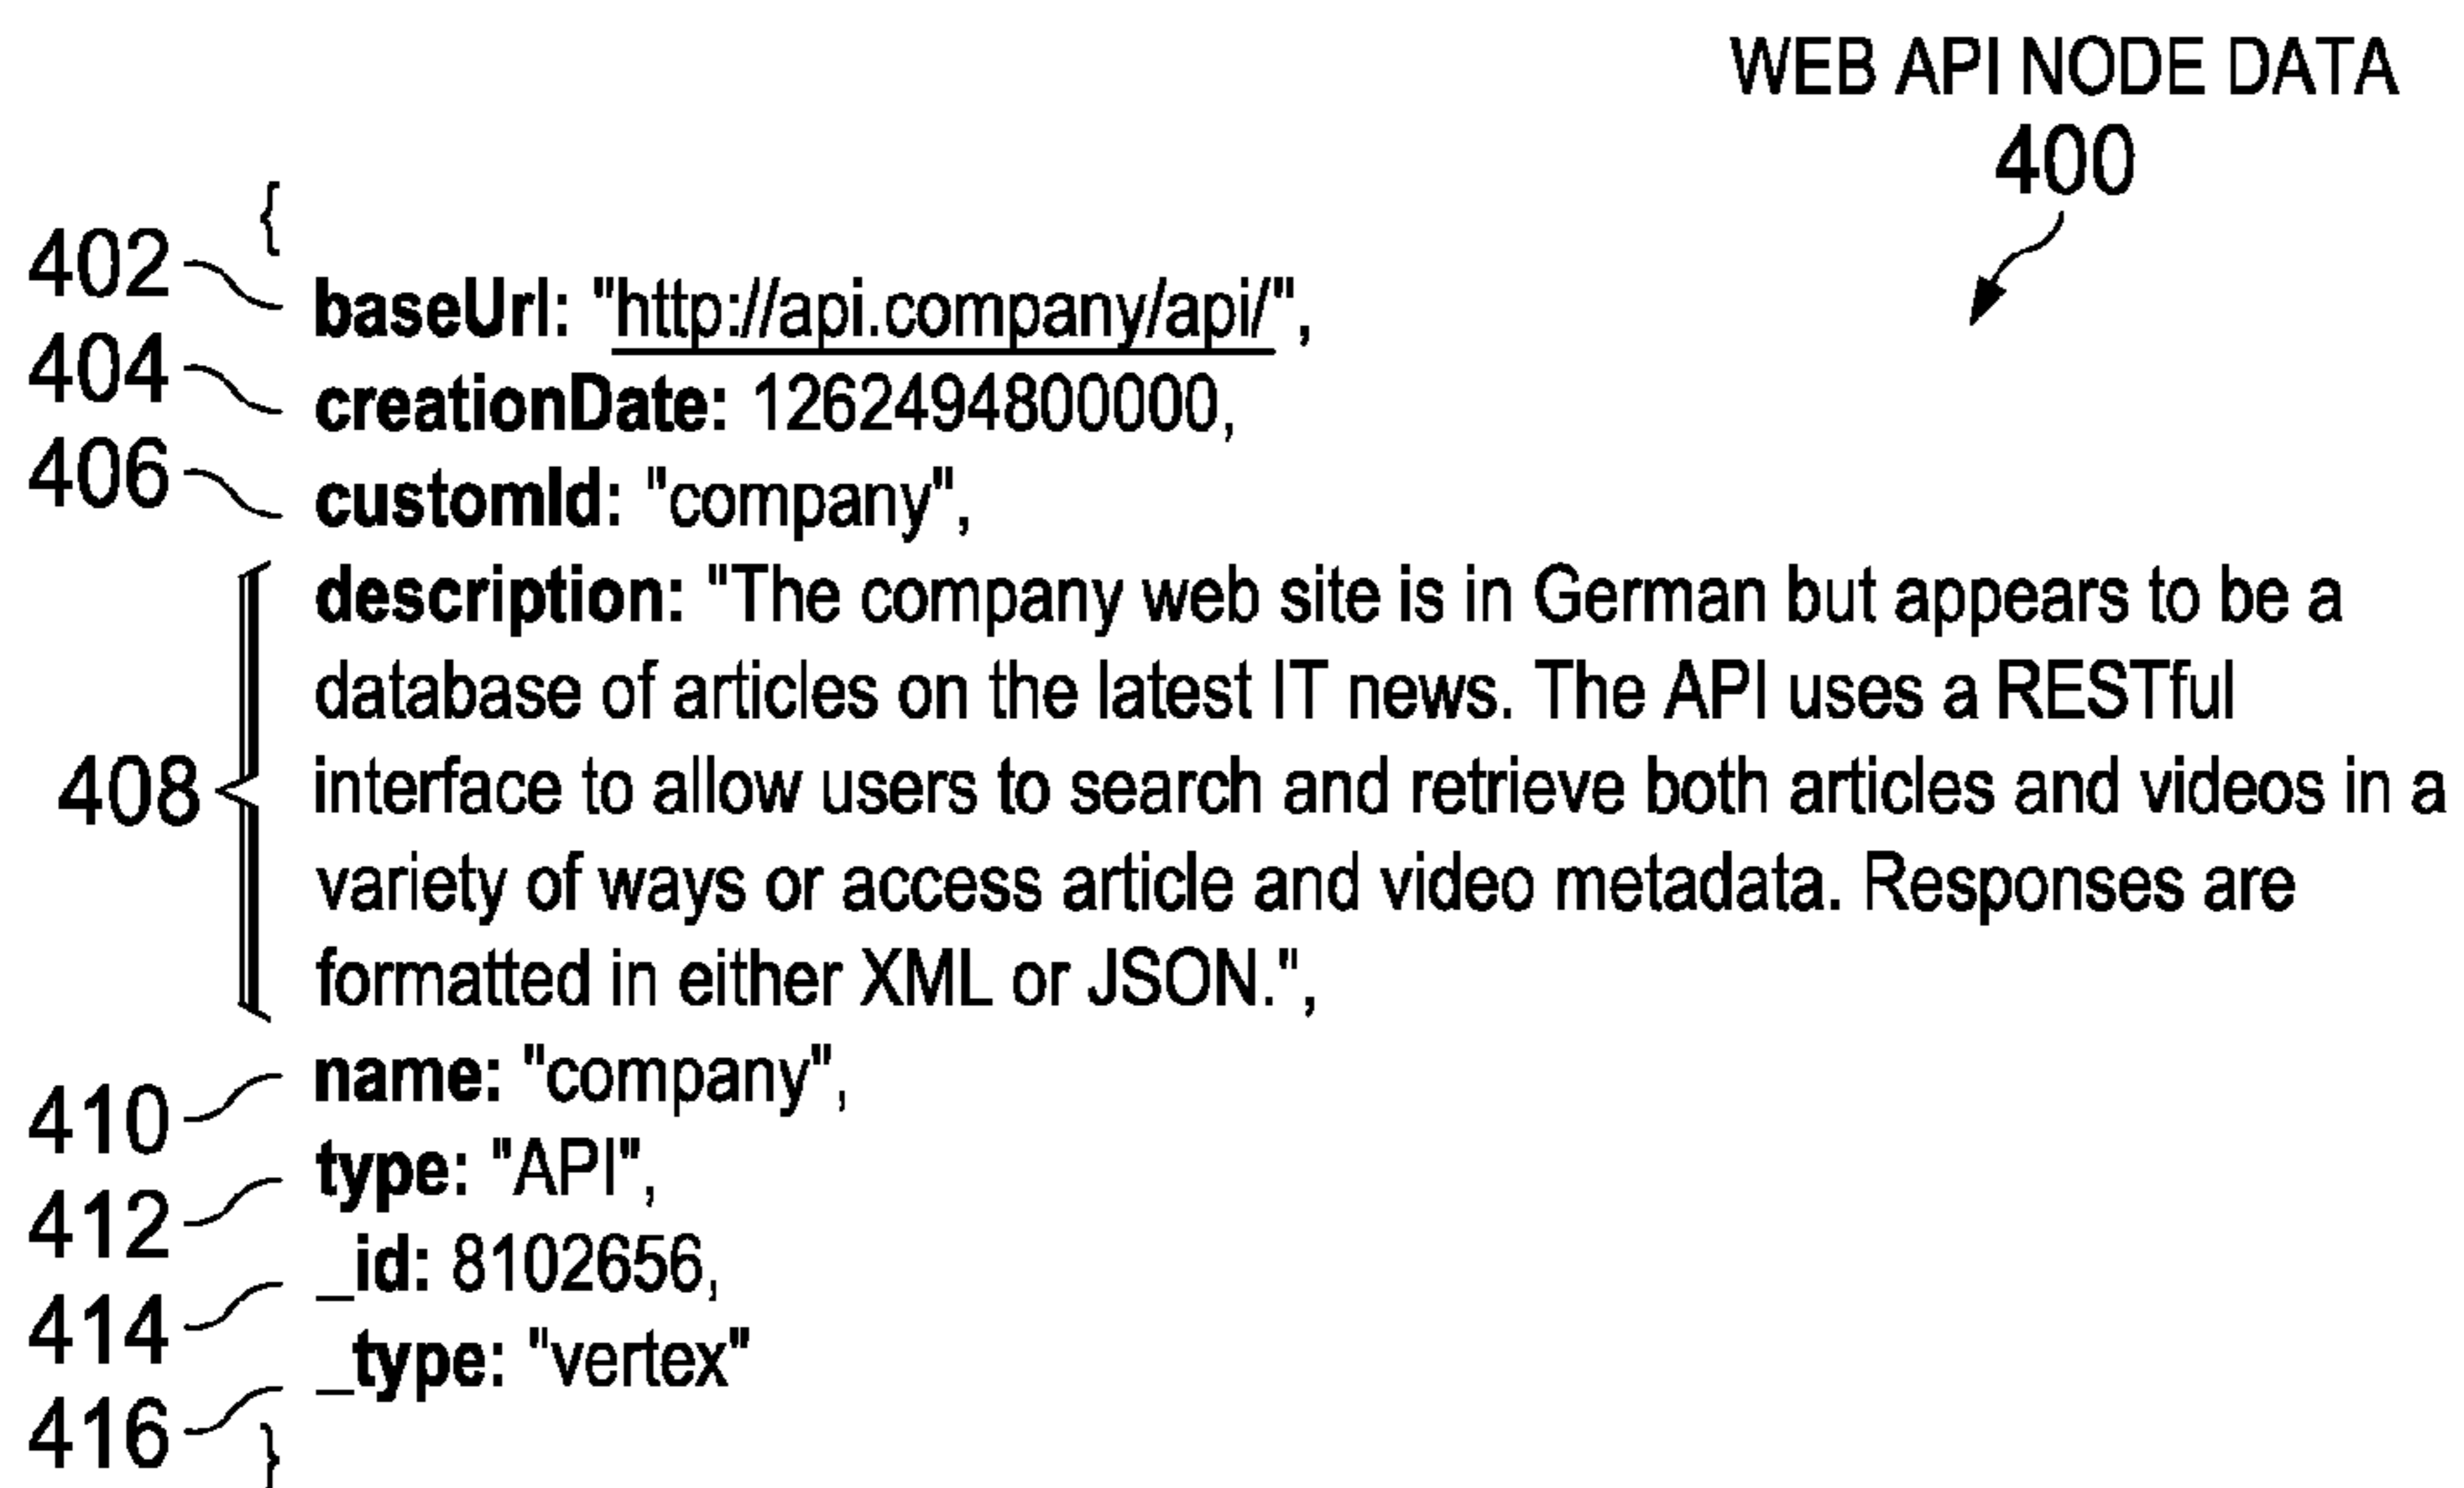 WEB API NODE DATA
400
{
402 baseUrl: "http://api.company/api/",
404 creationDate: 1262494800000,
406 customId: "company",
408 description: "The company web site is in German but appears to be a
database of articles on the latest IT news. The API uses a RESTful
interface to allow users to search and retrieve both articles and videos in a
variety of ways or access article and video metadata. Responses are
formatted in either XML or JSON.",
410 name: "company",
412 type: "API",
414 _id: 8102656,
416 _type: "vertex"
}